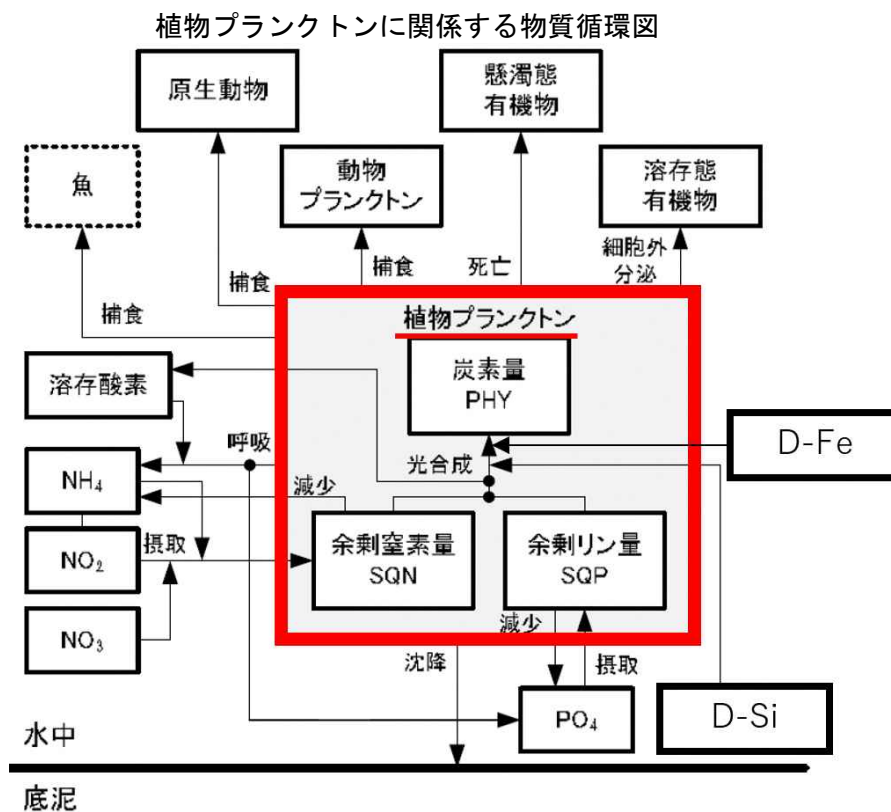 植物プランクトンに関係する物質循環図
原生動物
懸濁態
有機物
魚
動物
プランクトン
溶存態
有機物
捕食
捕食
捕食
死亡
細胞外
分泌
植物プランクトン
炭素量
PHY
溶存酸素
呼吸
光合成
D-Fe
NH₄
減少
NO₂
摂取
余剰窒素量
SQN
余剰リン量
SQP
NO₃
減少
沈降
摂取
PO₄
D-Si
水中
底泥